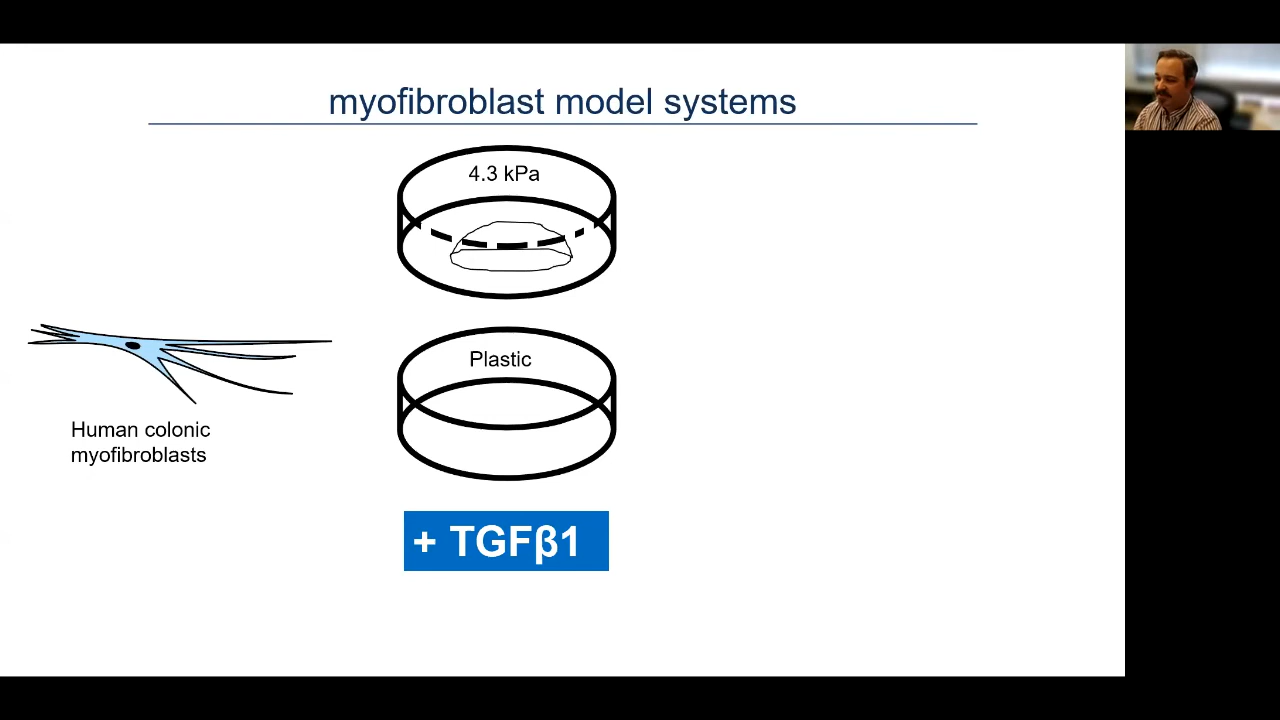 myofibroblast model systems
4.3 kPa
Plastic
Human colonic
myofibroblasts
+ TGFβ1